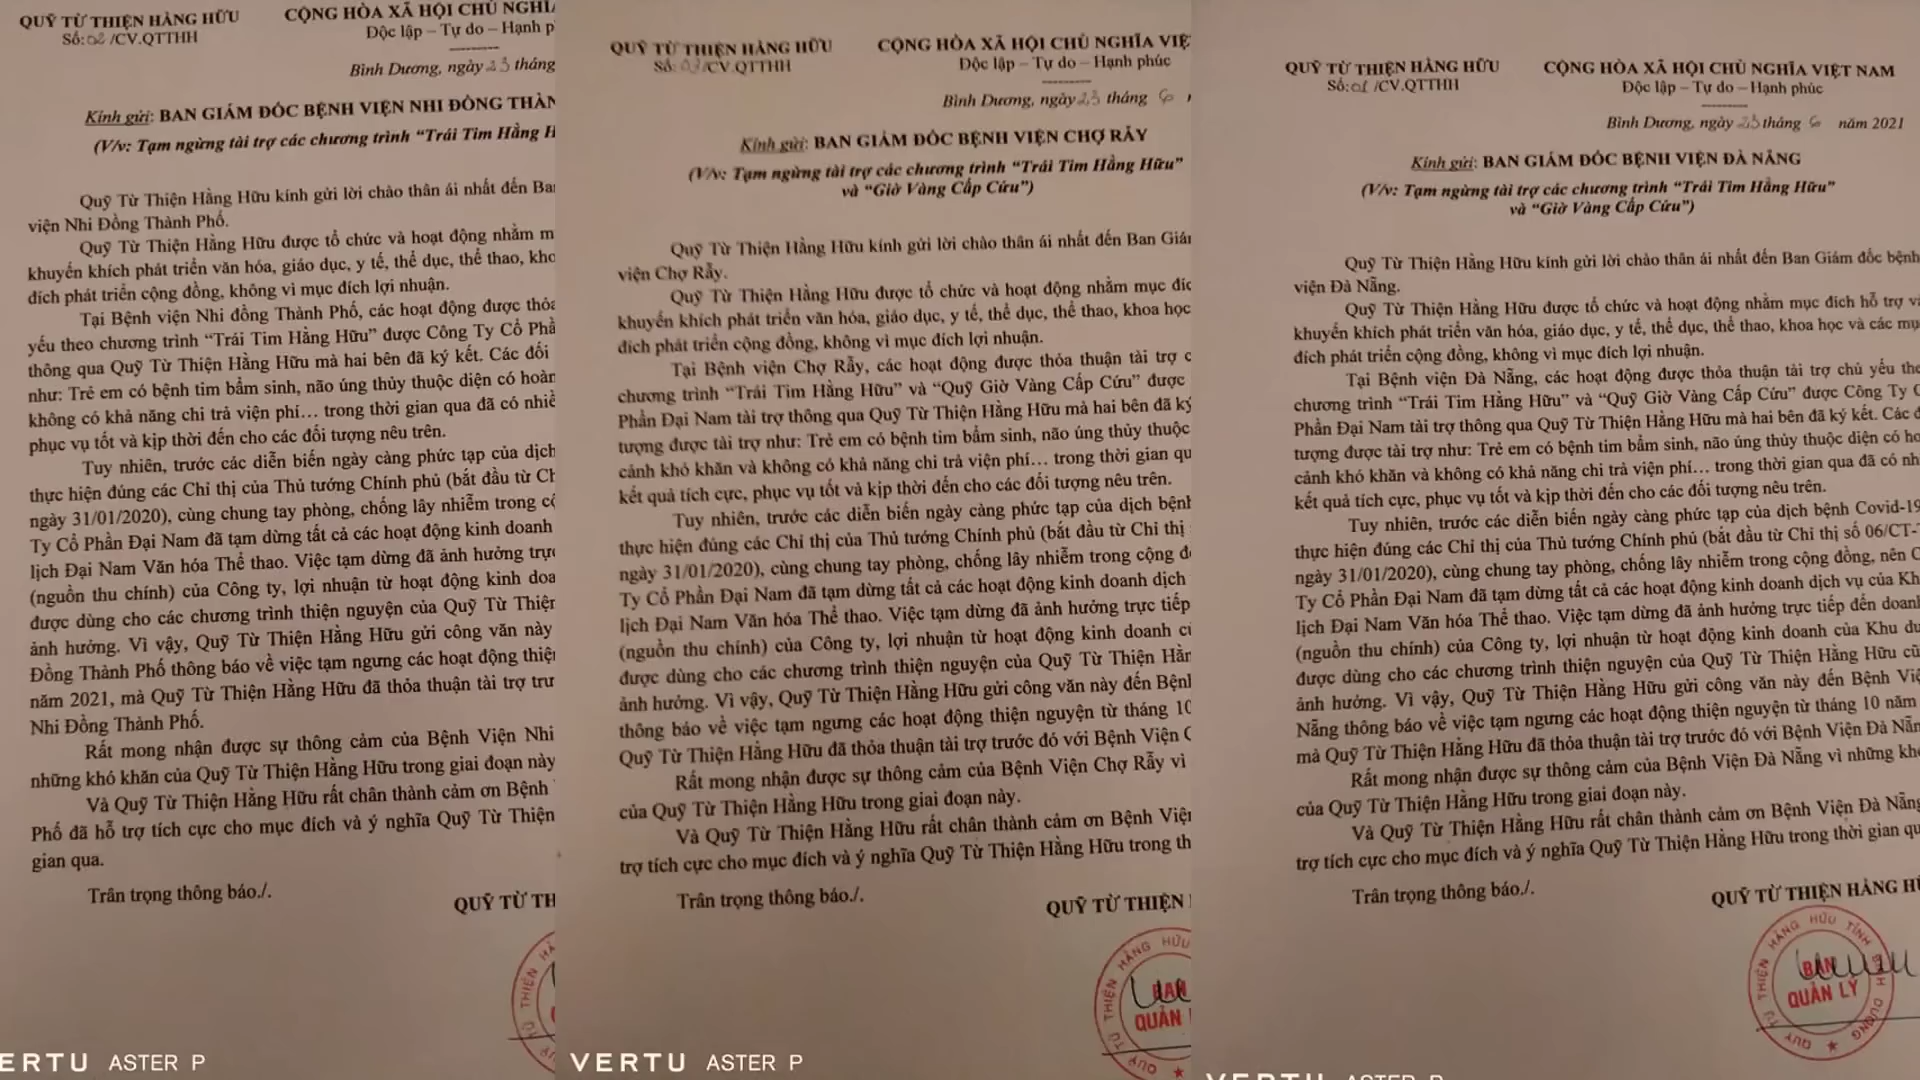 QUỸ TỪ THIỆN HẰNG HỮU
Số:02/CV.QTTHH
CỘNG HÒA XÃ HỘI CHỦ NGHĨA
Độc lập – Tự do – Hạnh p
Bình Dương, ngày 23 tháng
Kính gửi: BAN GIÁM ĐỐC BỆNH VIỆN NHI ĐỒNG THÀN
(V/v: Tạm ngừng tài trợ các chương trình “Trái Tim Hằng H
Quỹ Từ Thiện Hằng Hữu kính gửi lời chào thân ái nhất đến Ban
viện Nhi Đồng Thành Phố.
Quỹ Từ Thiện Hằng Hữu được tổ chức và hoạt động nhằm m
khuyến khích phát triển văn hóa, giáo dục, y tế, thể dục, thể thao, kho
đích phát triển cộng đồng, không vì mục đích lợi nhuận.
Tại Bệnh viện Nhi đồng Thành Phố, các hoạt động được thỏa
yếu theo chương trình “Trái Tim Hằng Hữu” được Công Ty Cổ Phần
thông qua Quỹ Từ Thiện Hằng Hữu mà hai bên đã ký kết. Các đối
như: Trẻ em có bệnh tim bẩm sinh, não úng thủy thuộc diện có hoàn
không có khả năng chi trả viện phí… trong thời gian qua đã có nhiề
phục vụ tốt và kịp thời đến cho các đối tượng nêu trên.
Tuy nhiên, trước các diễn biến ngày càng phức tạp của dịch
thực hiện đúng các Chỉ thị của Thủ tướng Chính phủ (bắt đầu từ Ch
ngày 31/01/2020), cùng chung tay phòng, chống lây nhiễm trong cộ
Ty Cổ Phần Đại Nam đã tạm dừng tất cả các hoạt động kinh doanh
lịch Đại Nam Văn hóa Thể thao. Việc tạm dừng đã ảnh hưởng trực
(nguồn thu chính) của Công ty, lợi nhuận từ hoạt động kinh doa
được dùng cho các chương trình thiện nguyện của Quỹ Từ Thiện
ảnh hưởng. Vì vậy, Quỹ Từ Thiện Hằng Hữu gửi công văn này
Đồng Thành Phố thông báo về việc tạm ngưng các hoạt động thiện
năm 2021, mà Quỹ Từ Thiện Hằng Hữu đã thỏa thuận tài trợ trư
Nhi Đồng Thành Phố.
Rất mong nhận được sự thông cảm của Bệnh Viện Nhi
những khó khăn của Quỹ Từ Thiện Hằng Hữu trong giai đoạn này
Và Quỹ Từ Thiện Hằng Hữu rất chân thành cảm ơn Bệnh
Phố đã hỗ trợ tích cực cho mục đích và ý nghĩa Quỹ Từ Thiện
gian qua.
Trân trọng thông báo./.
QUỸ TỪ TH
VERTU ASTER P
QUỸ TỪ THIỆN HẰNG HỮU
Số:03/CV.QTTHH
CỘNG HÒA XÃ HỘI CHỦ NGHĨA VIỆ
Độc lập – Tự do – Hạnh phúc
Bình Dương, ngày 23 tháng 6
Kính gửi: BAN GIÁM ĐỐC BỆNH VIỆN CHỢ RẪY
(V/v: Tạm ngừng tài trợ các chương trình “Trái Tim Hằng Hữu”
và “Giờ Vàng Cấp Cứu”)
Quỹ Từ Thiện Hằng Hữu kính gửi lời chào thân ái nhất đến Ban Giám
viện Chợ Rẫy.
Quỹ Từ Thiện Hằng Hữu được tổ chức và hoạt động nhằm mục đíc
khuyến khích phát triển văn hóa, giáo dục, y tế, thể dục, thể thao, khoa học
đích phát triển cộng đồng, không vì mục đích lợi nhuận.
Tại Bệnh viện Chợ Rẫy, các hoạt động được thỏa thuận tài trợ c
chương trình “Trái Tim Hằng Hữu” và “Quỹ Giờ Vàng Cấp Cứu” được
Phần Đại Nam tài trợ thông qua Quỹ Từ Thiện Hằng Hữu mà hai bên đã ký
tượng được tài trợ như: Trẻ em có bệnh tim bẩm sinh, não úng thủy thuộc
cảnh khó khăn và không có khả năng chi trả viện phí… trong thời gian qu
kết quả tích cực, phục vụ tốt và kịp thời đến cho các đối tượng nêu trên.
Tuy nhiên, trước các diễn biến ngày càng phức tạp của dịch bệnh
thực hiện đúng các Chỉ thị của Thủ tướng Chính phủ (bắt đầu từ Chỉ thị
ngày 31/01/2020), cùng chung tay phòng, chống lây nhiễm trong cộng đ
Ty Cổ Phần Đại Nam đã tạm dừng tất cả các hoạt động kinh doanh dịch
lịch Đại Nam Văn hóa Thể thao. Việc tạm dừng đã ảnh hưởng trực tiếp
(nguồn thu chính) của Công ty, lợi nhuận từ hoạt động kinh doanh củ
được dùng cho các chương trình thiện nguyện của Quỹ Từ Thiện Hằn
ảnh hưởng. Vì vậy, Quỹ Từ Thiện Hằng Hữu gửi công văn này đến Bệnh
thông báo về việc tạm ngưng các hoạt động thiện nguyện từ tháng 10
Quỹ Từ Thiện Hằng Hữu đã thỏa thuận tài trợ trước đó với Bệnh Viện C
Rất mong nhận được sự thông cảm của Bệnh Viện Chợ Rẫy vì
của Quỹ Từ Thiện Hằng Hữu trong giai đoạn này.
Và Quỹ Từ Thiện Hằng Hữu rất chân thành cảm ơn Bệnh Viện
trợ tích cực cho mục đích và ý nghĩa Quỹ Từ Thiện Hằng Hữu trong th
Trân trọng thông báo./.
QUỸ TỪ THIỆN
BAN
QUẢN
VERTU ASTER P
QUỸ TỪ THIỆN HẰNG HỮU
Số:01/CV.QTTHH
CỘNG HÒA XÃ HỘI CHỦ NGHĨA VIỆT NAM
Độc lập – Tự do – Hạnh phúc
Bình Dương, ngày 23 tháng 6 năm 2021
Kính gửi: BAN GIÁM ĐỐC BỆNH VIỆN ĐÀ NẴNG
(V/v: Tạm ngừng tài trợ các chương trình “Trái Tim Hằng Hữu”
và “Giờ Vàng Cấp Cứu”)
Quỹ Từ Thiện Hằng Hữu kính gửi lời chào thân ái nhất đến Ban Giám đốc bệnh
viện Đà Nẵng.
Quỹ Từ Thiện Hằng Hữu được tổ chức và hoạt động nhằm mục đích hỗ trợ và
khuyến khích phát triển văn hóa, giáo dục, y tế, thể dục, thể thao, khoa học và các mụ
đích phát triển cộng đồng, không vì mục đích lợi nhuận.
Tại Bệnh viện Đà Nẵng, các hoạt động được thỏa thuận tài trợ chủ yếu the
chương trình “Trái Tim Hằng Hữu” và “Quỹ Giờ Vàng Cấp Cứu” được Công Ty C
Phần Đại Nam tài trợ thông qua Quỹ Từ Thiện Hằng Hữu mà hai bên đã ký kết. Các đ
tượng được tài trợ như: Trẻ em có bệnh tim bẩm sinh, não úng thủy thuộc diện có ho
cảnh khó khăn và không có khả năng chi trả viện phí… trong thời gian qua đã có nh
kết quả tích cực, phục vụ tốt và kịp thời đến cho các đối tượng nêu trên.
Tuy nhiên, trước các diễn biến ngày càng phức tạp của dịch bệnh Covid-19
thực hiện đúng các Chỉ thị của Thủ tướng Chính phủ (bắt đầu từ Chỉ thị số 06/CT-T
ngày 31/01/2020), cùng chung tay phòng, chống lây nhiễm trong cộng đồng, nên C
Ty Cổ Phần Đại Nam đã tạm dừng tất cả các hoạt động kinh doanh dịch vụ của Kh
lịch Đại Nam Văn hóa Thể thao. Việc tạm dừng đã ảnh hưởng trực tiếp đến doanh
(nguồn thu chính) của Công ty, lợi nhuận từ hoạt động kinh doanh của Khu du
được dùng cho các chương trình thiện nguyện của Quỹ Từ Thiện Hằng Hữu cũ
ảnh hưởng. Vì vậy, Quỹ Từ Thiện Hằng Hữu gửi công văn này đến Bệnh Viện
Nẵng thông báo về việc tạm ngưng các hoạt động thiện nguyện từ tháng 10 năm
mà Quỹ Từ Thiện Hằng Hữu đã thỏa thuận tài trợ trước đó với Bệnh Viện Đà Nẵn
Rất mong nhận được sự thông cảm của Bệnh Viện Đà Nẵng vì những khó
của Quỹ Từ Thiện Hằng Hữu trong giai đoạn này.
Và Quỹ Từ Thiện Hằng Hữu rất chân thành cảm ơn Bệnh Viện Đà Nẵng
trợ tích cực cho mục đích và ý nghĩa Quỹ Từ Thiện Hằng Hữu trong thời gian qu
Trân trọng thông báo./.
QUỸ TỪ THIỆN HẰNG HỮ
QUỸ TỪ THIỆN HẰNG HỮU TỈNH BÌNH DƯƠNG
BAN
QUẢN LÝ
VERTU ASTER P